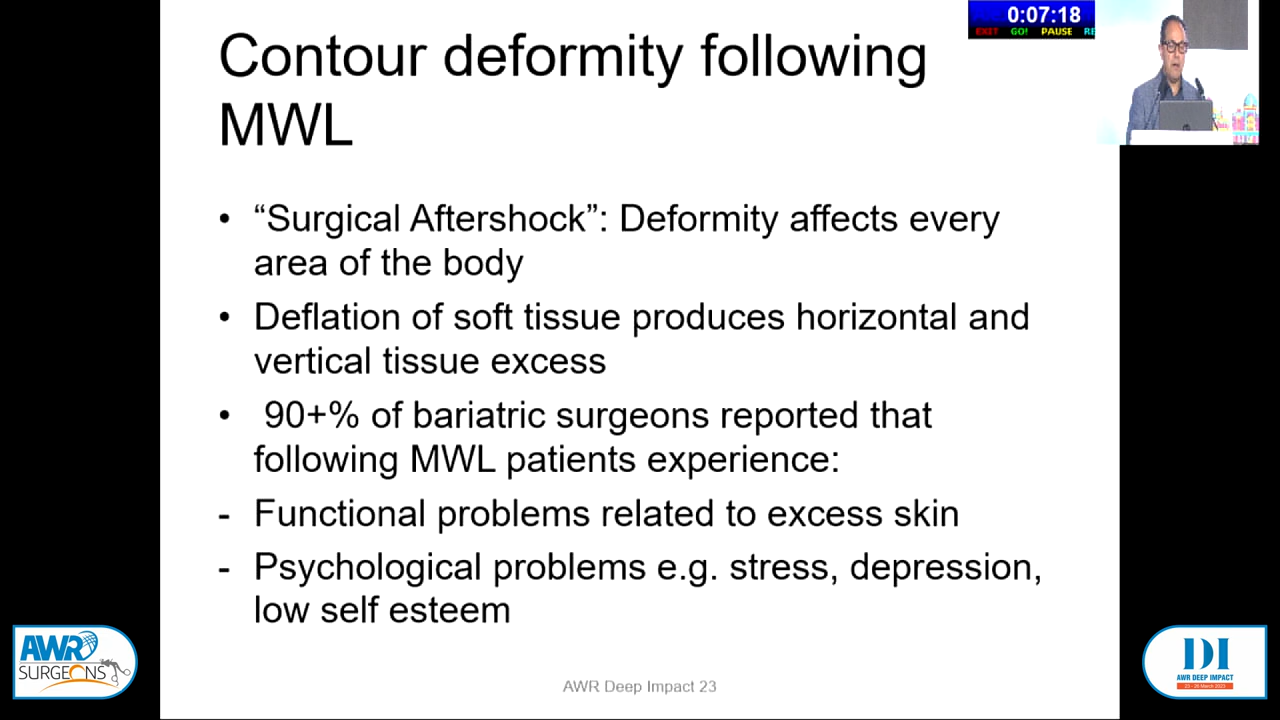 0:07:18
EXIT GO! PAUSE RE
Contour deformity following
MWL
• “Surgical Aftershock”: Deformity affects every
area of the body
• Deflation of soft tissue produces horizontal and
vertical tissue excess
• 90+% of bariatric surgeons reported that
following MWL patients experience:
- Functional problems related to excess skin
- Psychological problems e.g. stress, depression,
low self esteem
AWR
SURGEONS
AWR Deep Impact 23
DI
AWR DEEP IMPACT